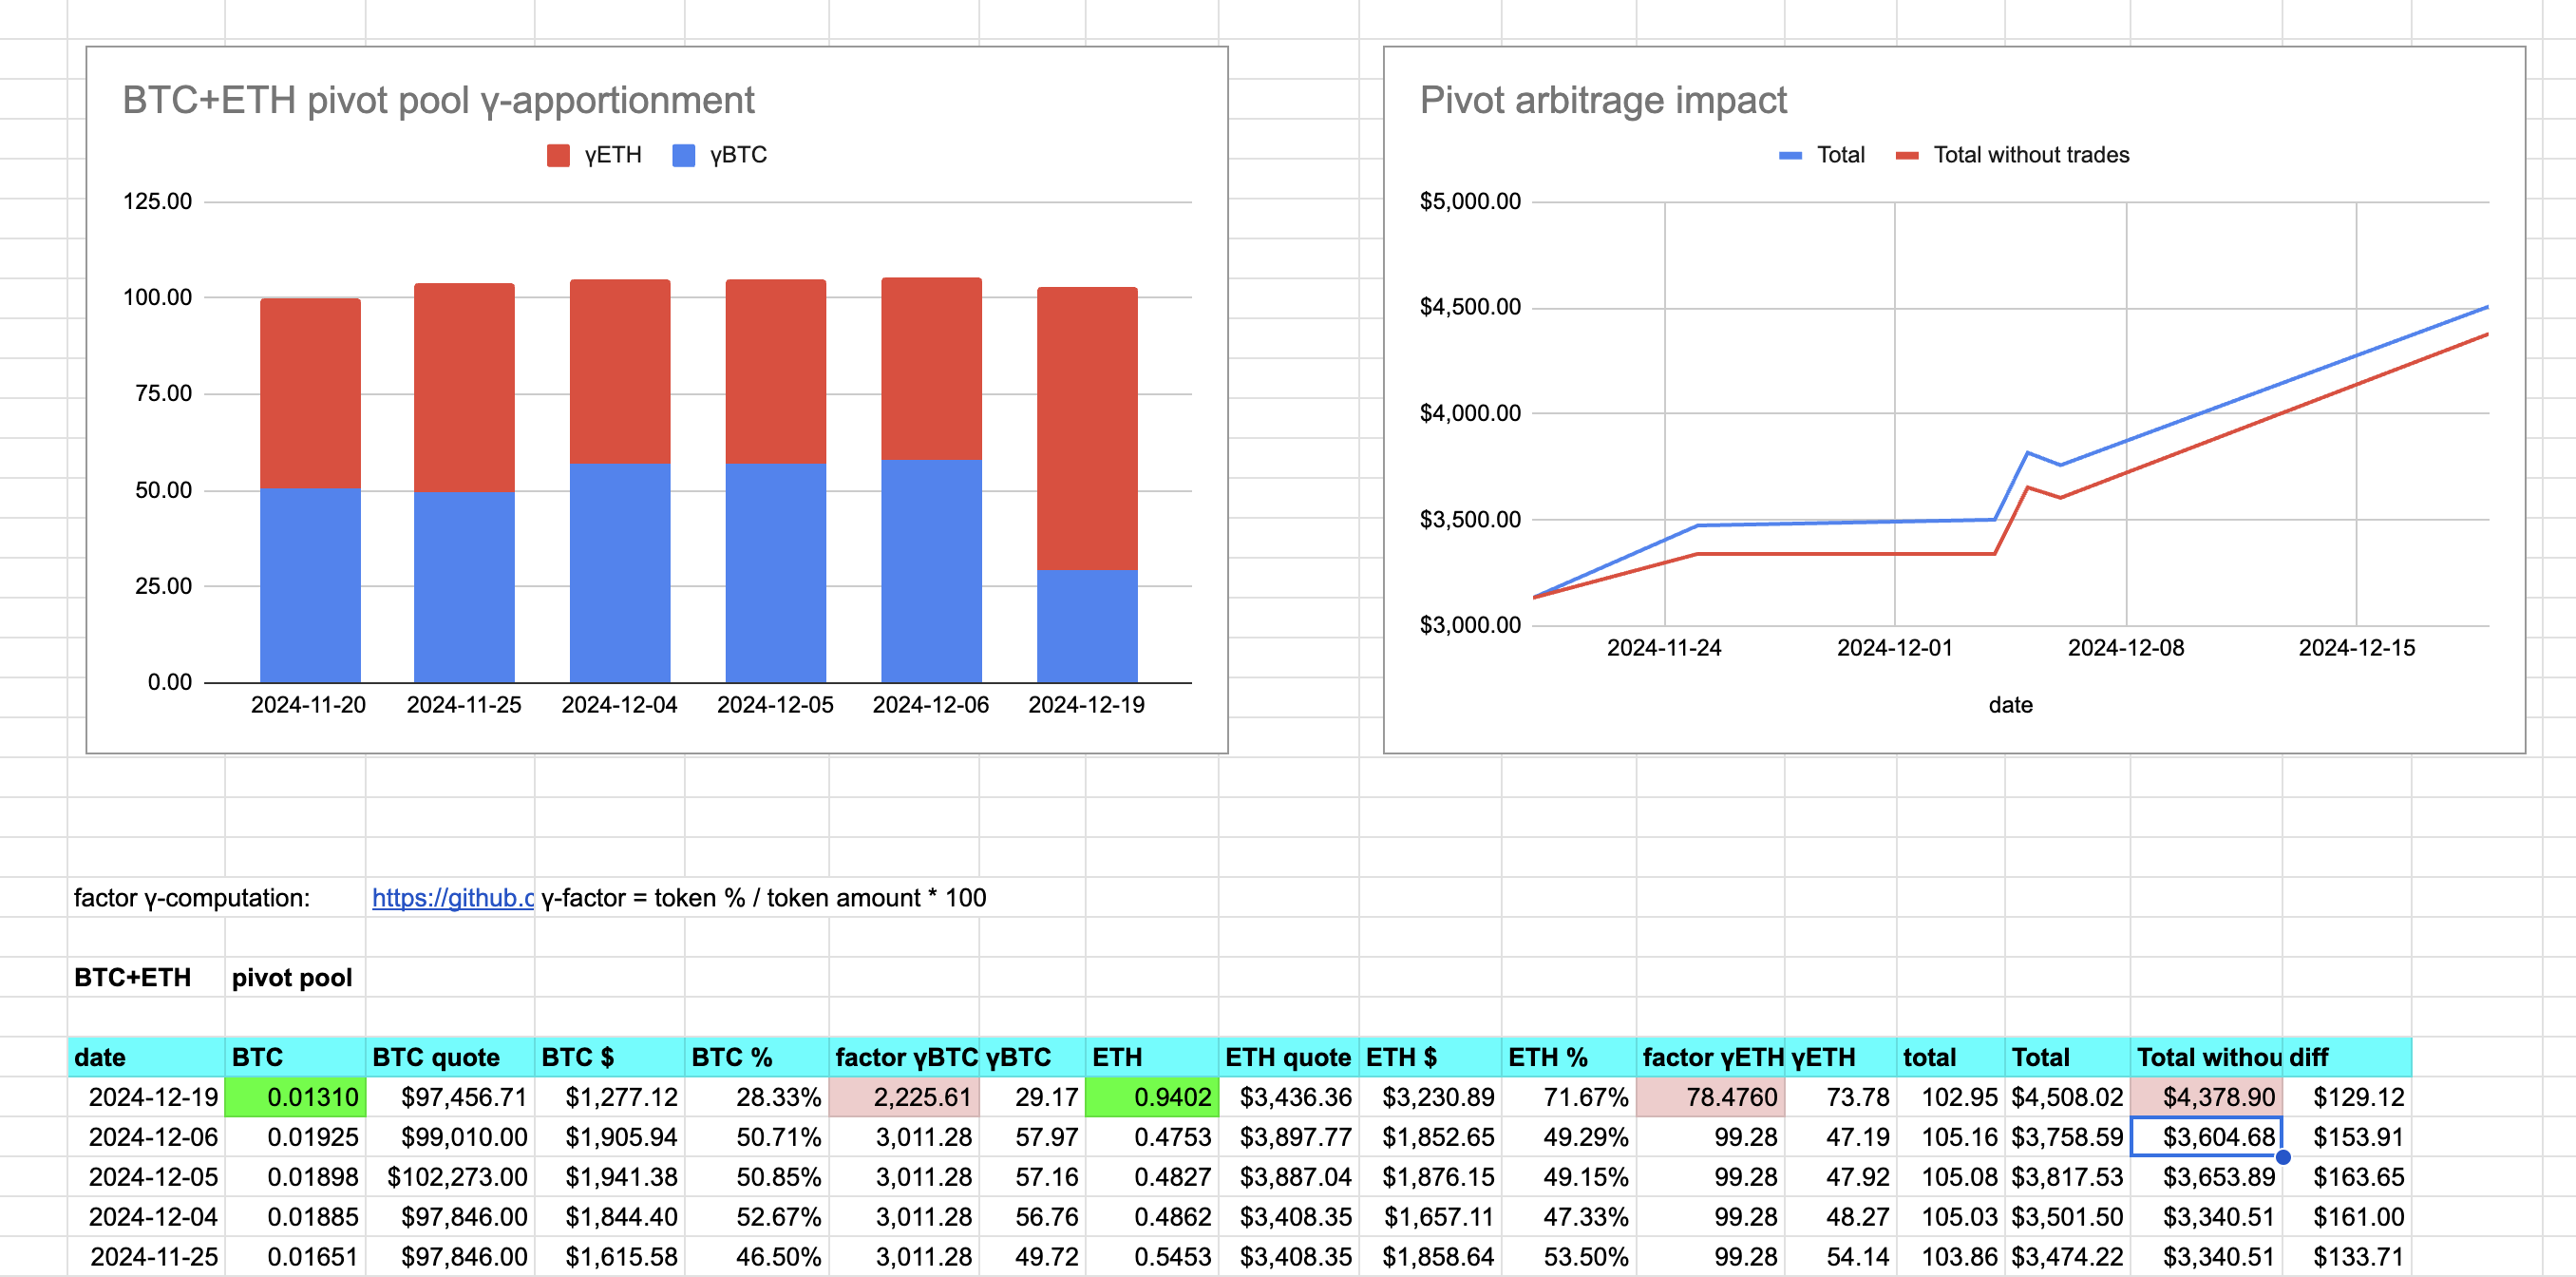 BTC+ETH pivot pool γ-apportionment
γETH γBTC
125.00
100.00
75.00
50.00
25.00
0.00
2024-11-20 2024-11-25 2024-12-04 2024-12-05 2024-12-06 2024-12-19
Pivot arbitrage impact
Total Total without trades
$5,000.00
$4,500.00
$4,000.00
$3,500.00
$3,000.00
2024-11-24 2024-12-01 2024-12-08 2024-12-15
date
factor γ-computation: https://github.c γ-factor = token % / token amount * 100
BTC+ETH pivot pool
date BTC BTC quote BTC $ BTC % factor γBTC γBTC ETH ETH quote ETH $ ETH % factor γETH γETH total Total Total withou diff
2024-12-19 0.01310 $97,456.71 $1,277.12 28.33% 2,225.61 29.17 0.9402 $3,436.36 $3,230.89 71.67% 78.4760 73.78 102.95 $4,508.02 $4,378.90 $129.12
2024-12-06 0.01925 $99,010.00 $1,905.94 50.71% 3,011.28 57.97 0.4753 $3,897.77 $1,852.65 49.29% 99.28 47.19 105.16 $3,758.59 $3,604.68 $153.91
2024-12-05 0.01898 $102,273.00 $1,941.38 50.85% 3,011.28 57.16 0.4827 $3,887.04 $1,876.15 49.15% 99.28 47.92 105.08 $3,817.53 $3,653.89 $163.65
2024-12-04 0.01885 $97,846.00 $1,844.40 52.67% 3,011.28 56.76 0.4862 $3,408.35 $1,657.11 47.33% 99.28 48.27 105.03 $3,501.50 $3,340.51 $161.00
2024-11-25 0.01651 $97,846.00 $1,615.58 46.50% 3,011.28 49.72 0.5453 $3,408.35 $1,858.64 53.50% 99.28 54.14 103.86 $3,474.22 $3,340.51 $133.71